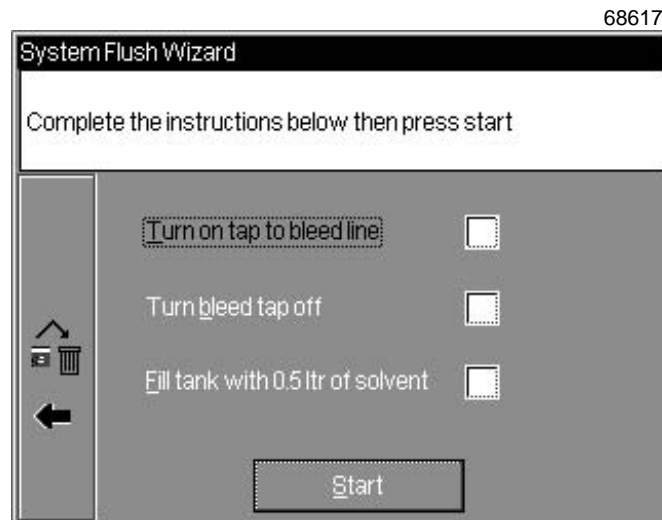 68617
System Flush Wizard
Complete the instructions below then press start
Turn on tap to bleed line
Turn bleed tap off
Fill tank with 0.5 ltr of solvent
Start